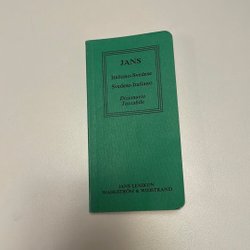 JANS
Italiano-Svedese
Svedese-Italiano
Dizionario
Tascabile
JANS LEXIKON
WAHLSTRÖM & WIDSTRAND